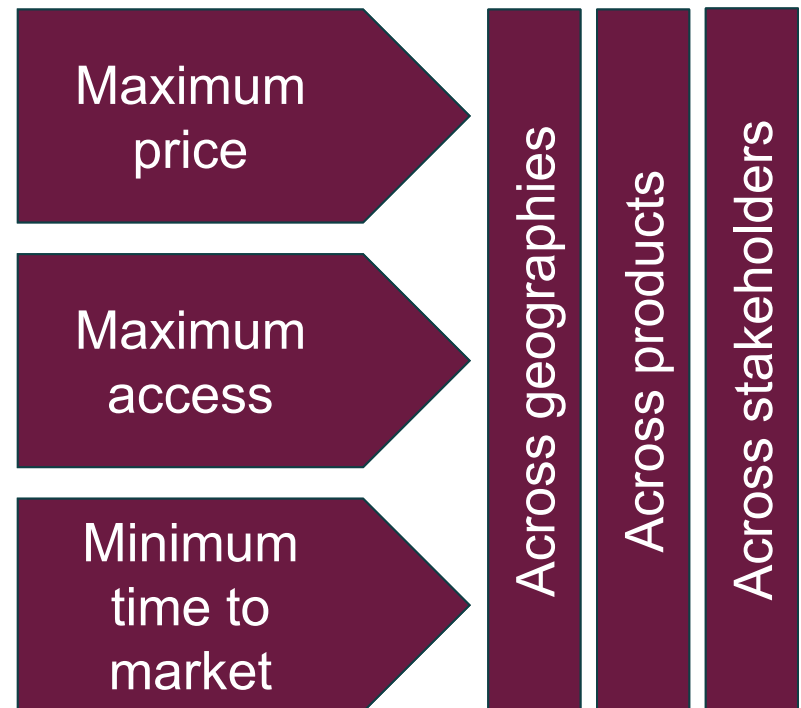 Maximum
price
Maximum
access
Minimum
time to
market
Across geographies
Across products
Across stakeholders